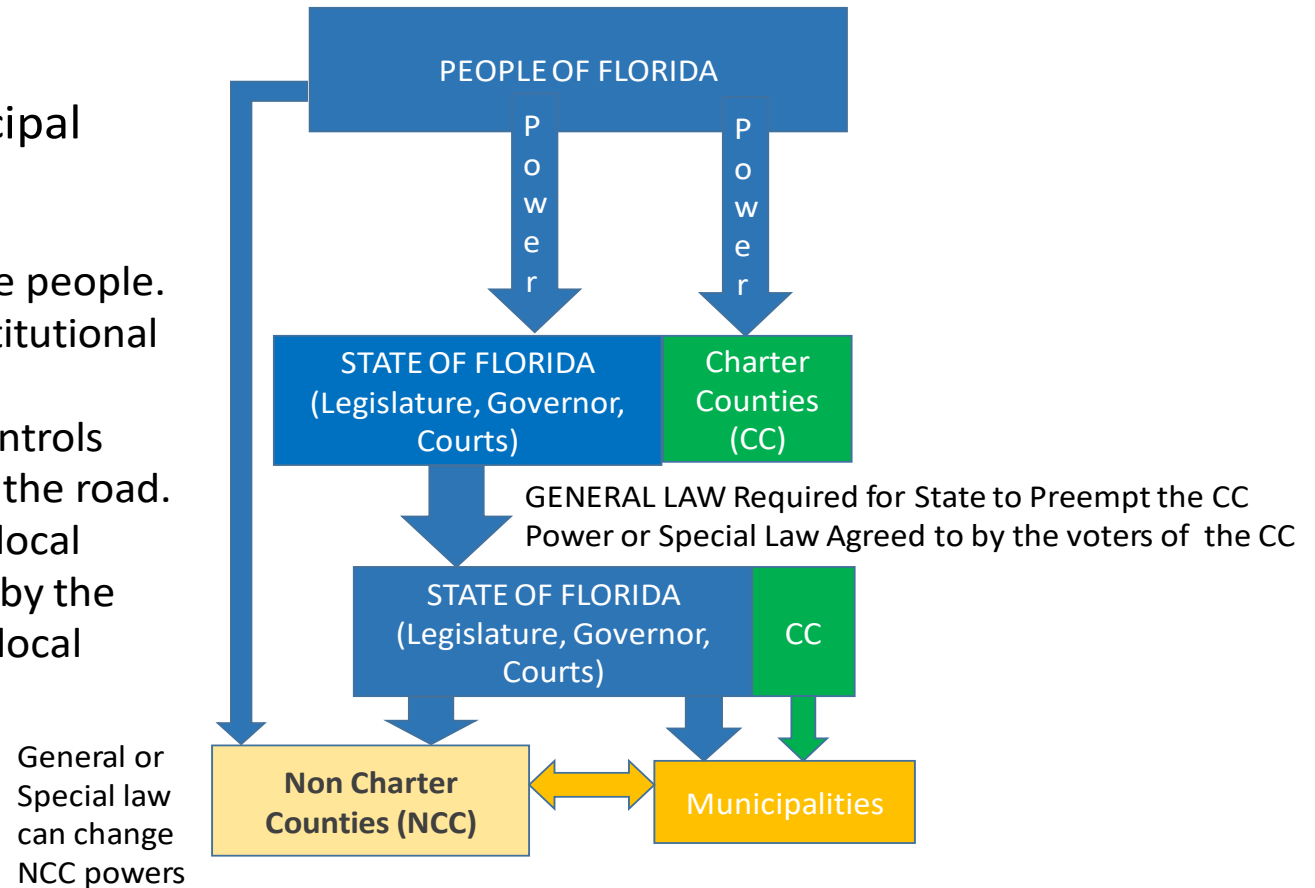 cipal
e people.
titutional
ntrols
the road.
local
by the
local
PEOPLE OF FLORIDA
Power
Power
STATE OF FLORIDA
(Legislature, Governor,
Courts)
Charter
Counties
(CC)
GENERAL LAW Required for State to Preempt the CC
Power or Special Law Agreed to by the voters of the CC
STATE OF FLORIDA
(Legislature, Governor,
Courts)
CC
General or
Special law
can change
NCC powers
Non Charter
Counties (NCC)
Municipalities